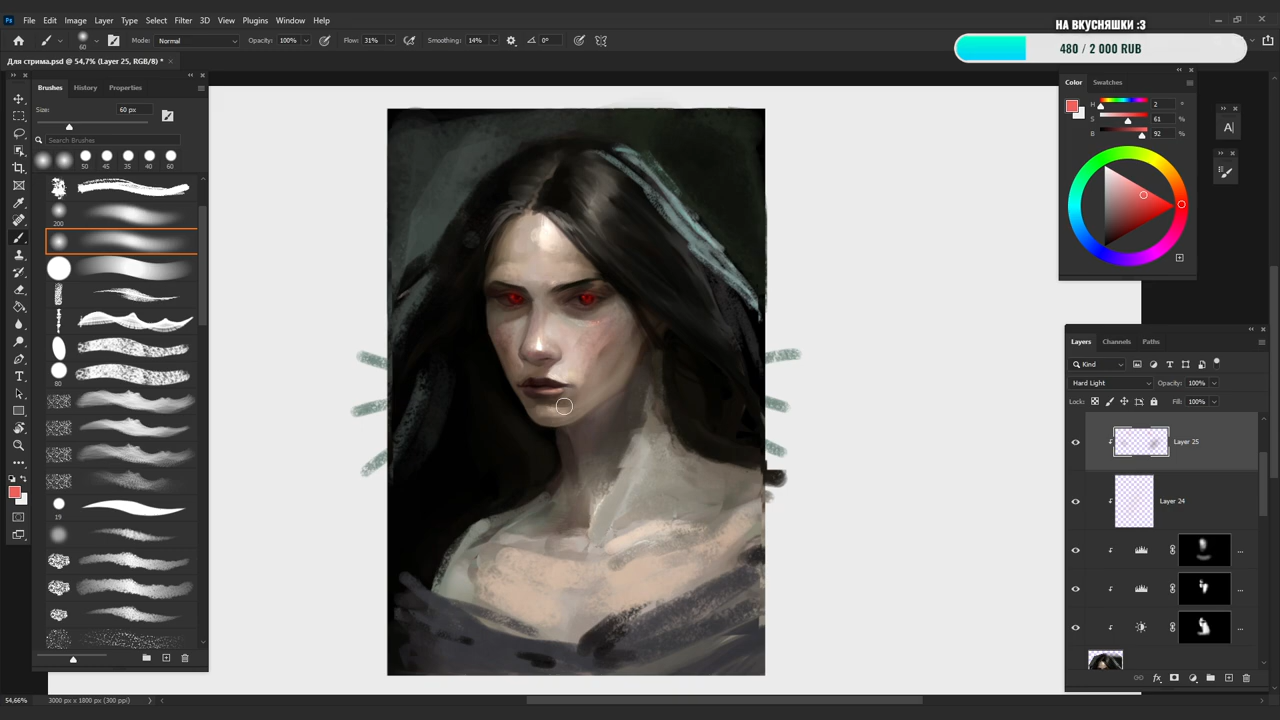 НА ВКУСНЯШКИ :3
480 / 2 000 RUB
Ps File Edit Image Layer Type Select Filter 3D View Plugins Window Help
60 Mode: Normal Opacity: 100% Flow: 31% Smoothing: 14% 0°
Для стрима.psd @ 54,7% (Layer 25, RGB/8) *
Brushes History Properties
Size: 60 px
Search Brushes
50 45 35 40 60
200
80
19
Color Swatches
H 2 °
S 61 %
B 92 %
A
Layers Channels Paths
Kind
Hard Light Opacity: 100%
Lock: Fill: 100%
Layer 25
Layer 24
54,66% 3000 px x 1800 px (300 ppi)